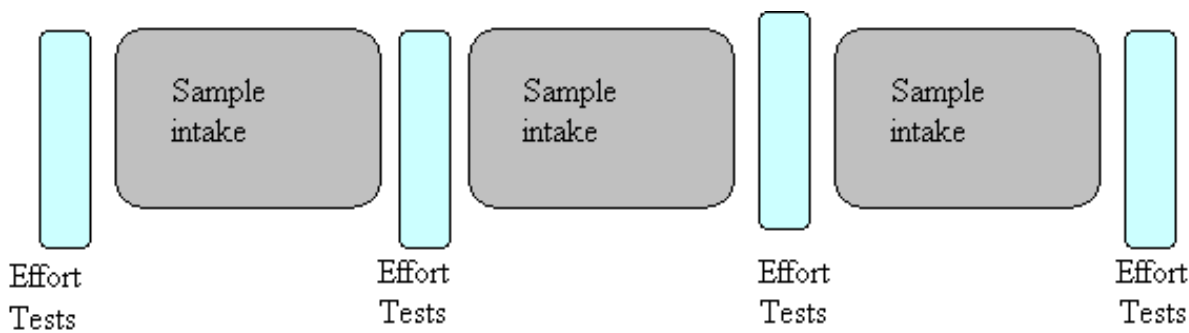 Sample
intake
Sample
intake
Sample
intake
Effort
Tests
Effort
Tests
Effort
Tests
Effort
Tests